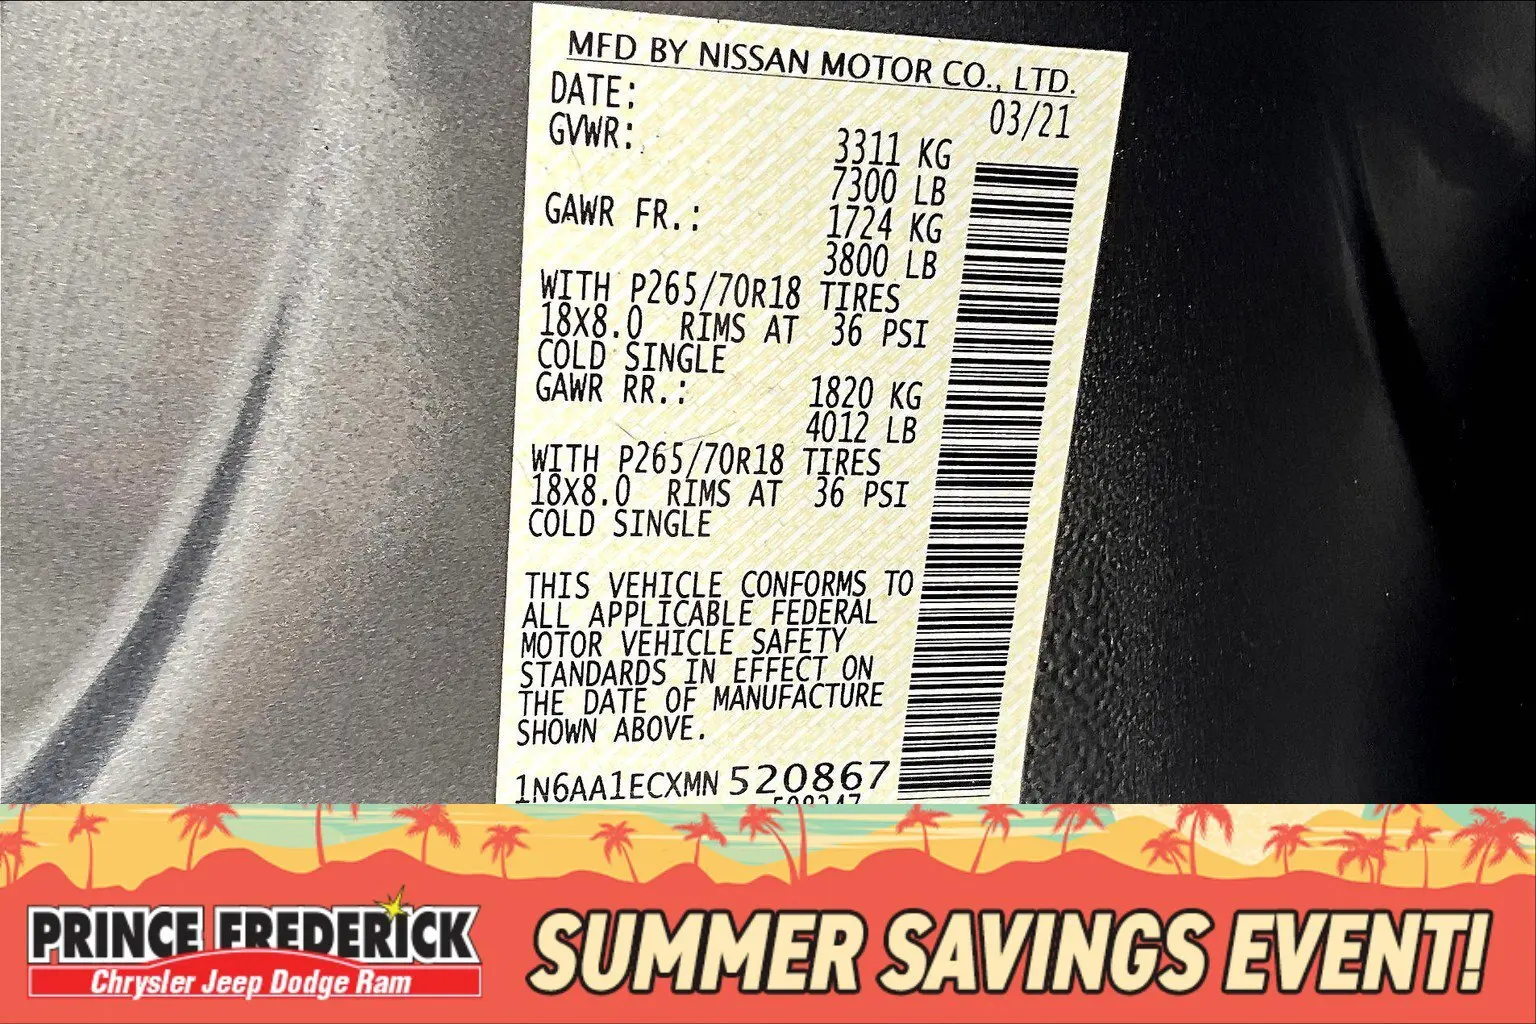 MFD BY NISSAN MOTOR CO., LTD.
DATE: 03/21
GVWR: 3311 KG
7300 LB
GAWR FR.: 1724 KG
3800 LB
WITH P265/70R18 TIRES
18X8.0 RIMS AT 36 PSI
COLD SINGLE
GAWR RR.: 1820 KG
4012 LB
WITH P265/70R18 TIRES
18X8.0 RIMS AT 36 PSI
COLD SINGLE
THIS VEHICLE CONFORMS TO
ALL APPLICABLE FEDERAL
MOTOR VEHICLE SAFETY
STANDARDS IN EFFECT ON
THE DATE OF MANUFACTURE
SHOWN ABOVE.
1N6AA1ECXMN520867
PRINCE FREDERICK
Chrysler Jeep Dodge Ram
SUMMER SAVINGS EVENT!